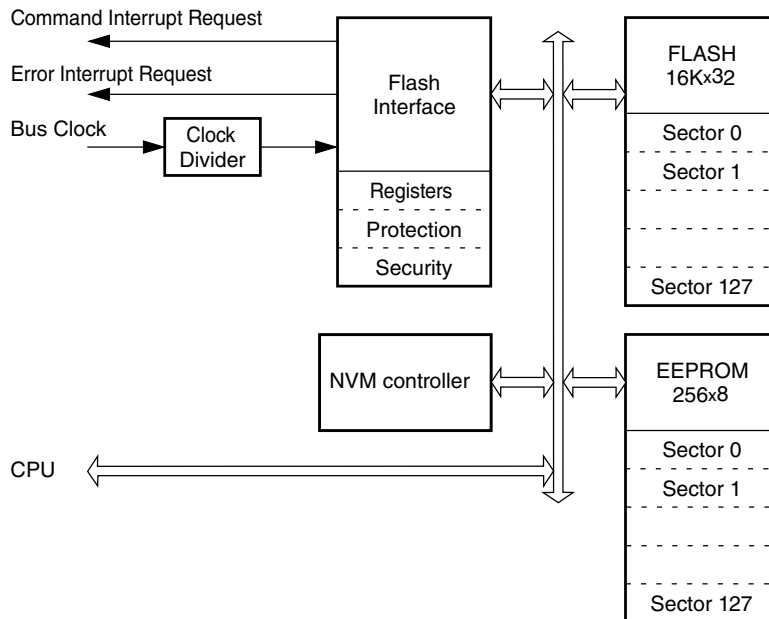 Command Interrupt Request
Error Interrupt Request
Bus Clock
Clock
Divider
Flash
Interface
Registers
Protection
Security
FLASH
16Kx32
Sector 0
Sector 1
Sector 127
NVM controller
EEPROM
256x8
Sector 0
Sector 1
Sector 127
CPU